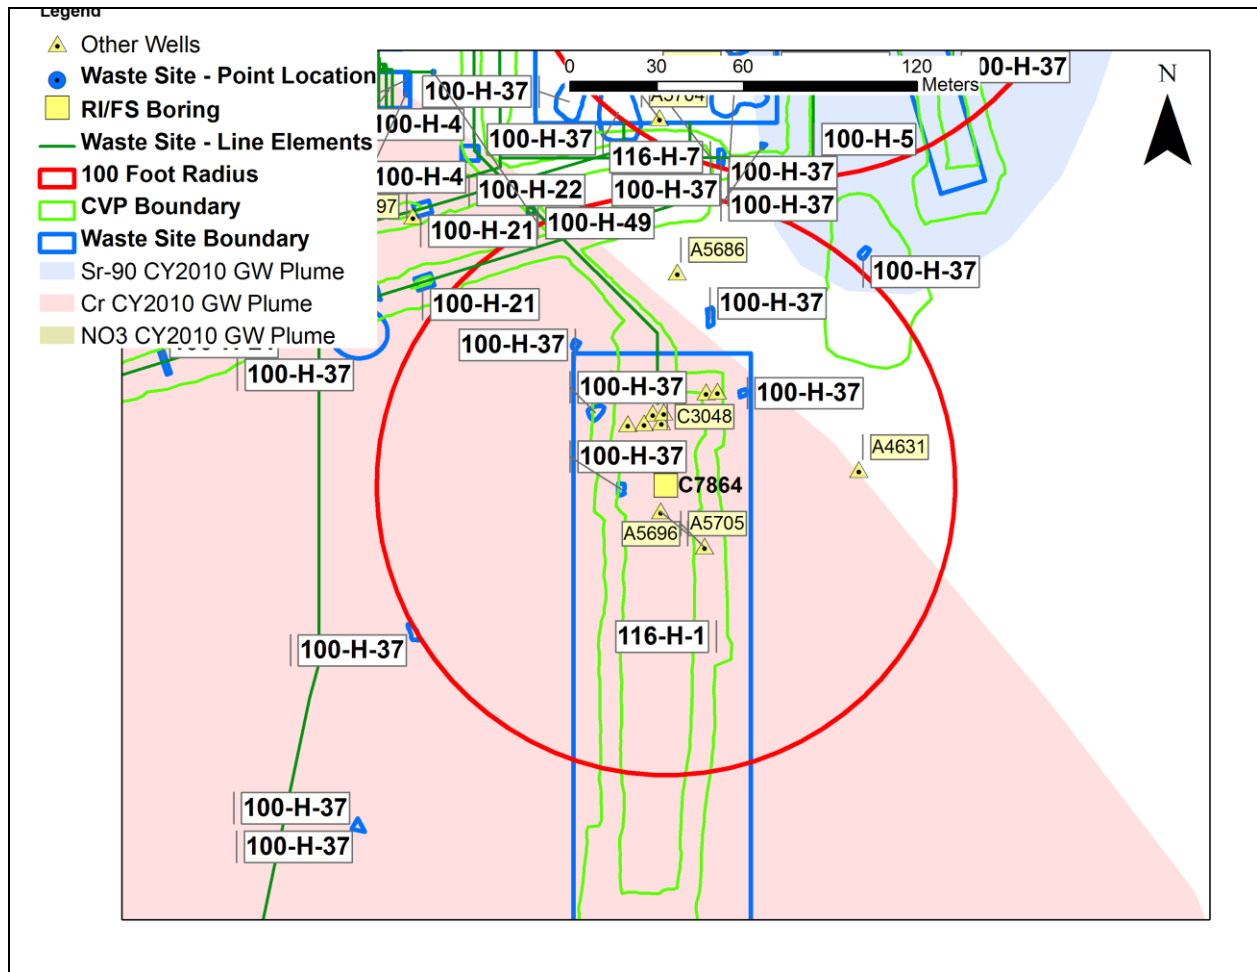 Legend
Other Wells
Waste Site - Point Location
RI/FS Boring
Waste Site - Line Elements
100 Foot Radius
CVP Boundary
Waste Site Boundary
Sr-90 CY2010 GW Plume
Cr CY2010 GW Plume
NO3 CY2010 GW Plume
0 30 60 120 Meters
00-H-37
N
100-H-37
A5704
100-H-4
100-H-37
100-H-5
116-H-7
100-H-37
100-H-4
100-H-22
100-H-37
100-H-37
97
100-H-21
100-H-49
A5686
100-H-37
100-H-21
100-H-37
100-H-37
100-H-37
100-H-37
100-H-37
C3048
A4631
100-H-37
C7864
A5705
A5696
116-H-1
100-H-37
100-H-37
100-H-37